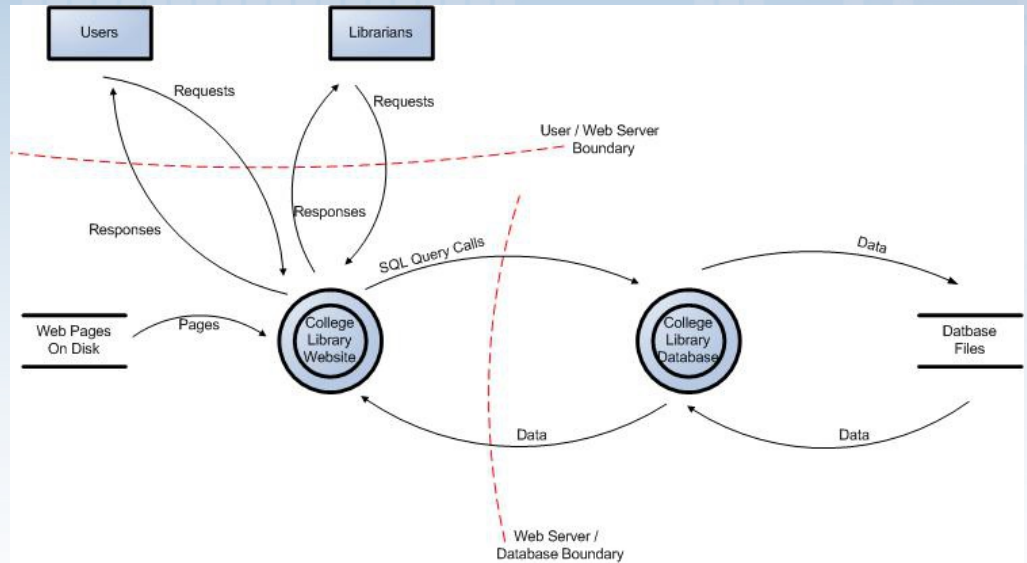 Users
Librarians
Requests
Requests
User / Web Server
Boundary
Responses
Responses
SQL Query Calls
Data
Web Pages
On Disk
Pages
College
Library
Website
College
Library
Database
Datbase
Files
Data
Data
Web Server /
Database Boundary